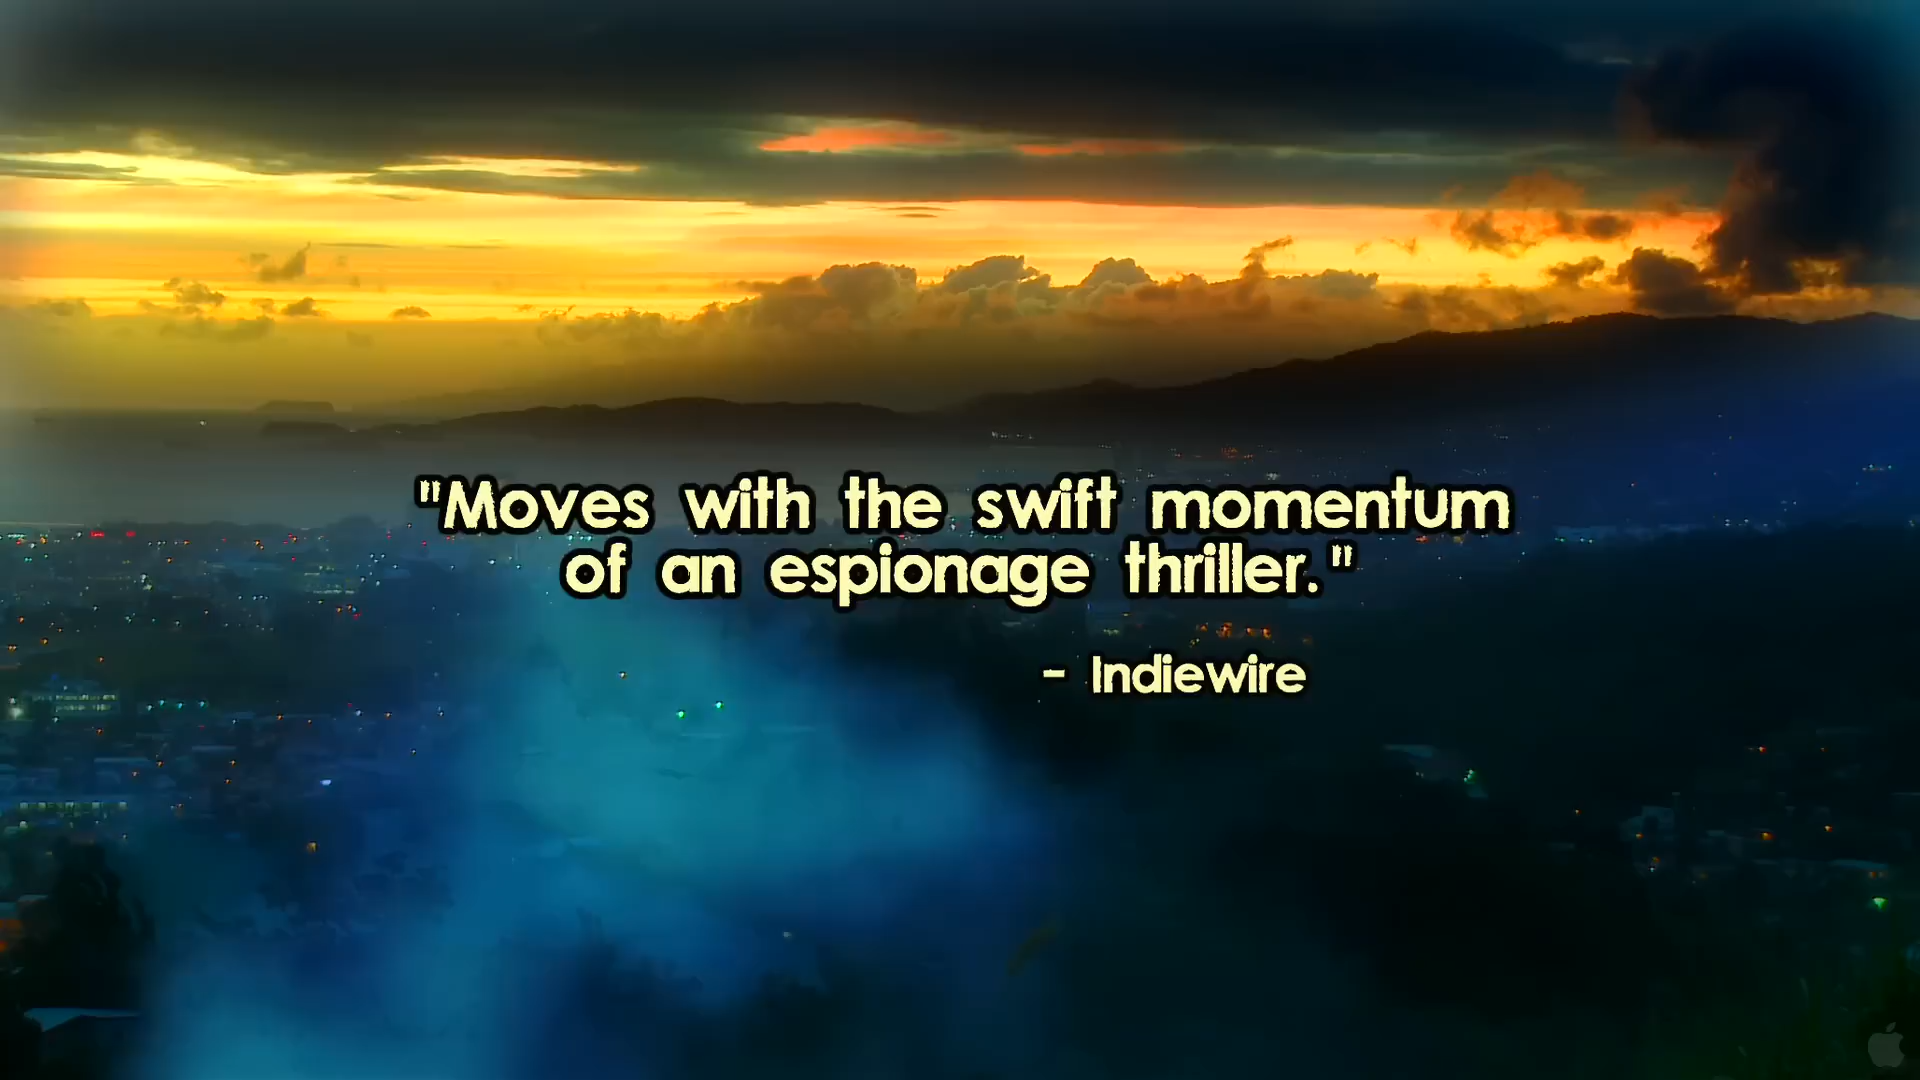 "Moves with the swift momentum
of an espionage thriller."
- Indiewire